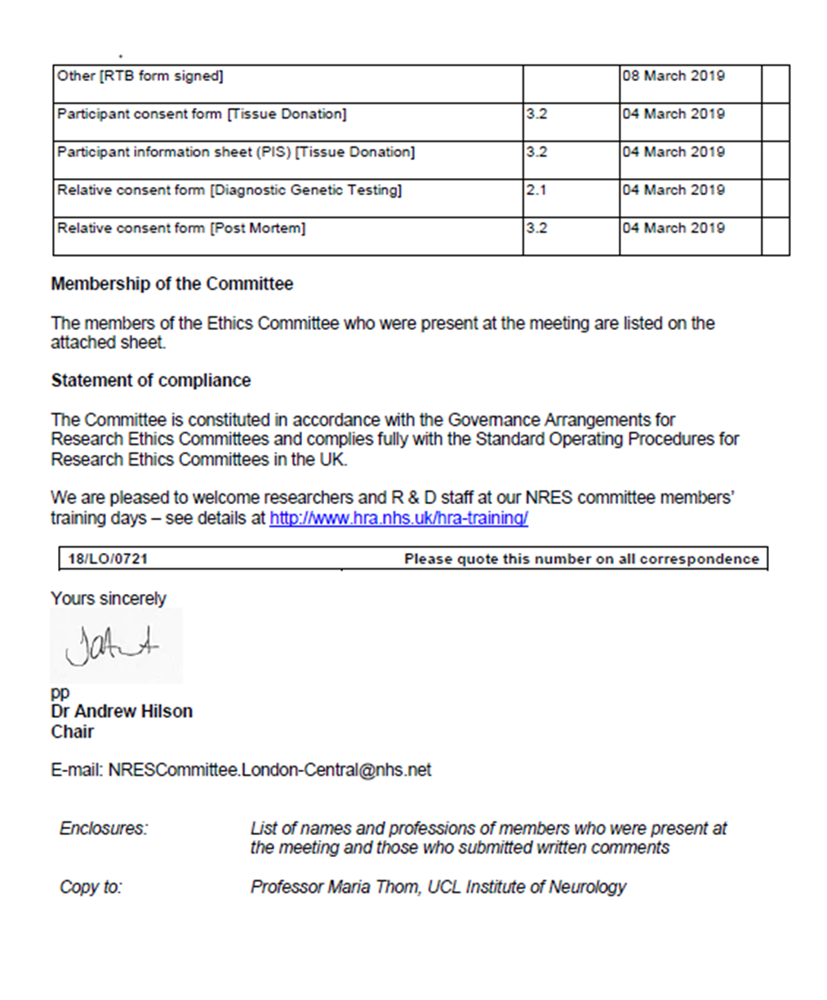 Other [RTB form signed] 08 March 2019
Participant consent form [Tissue Donation] 3.2 04 March 2019
Participant information sheet (PIS) [Tissue Donation] 3.2 04 March 2019
Relative consent form [Diagnostic Genetic Testing] 2.1 04 March 2019
Relative consent form [Post Mortem] 3.2 04 March 2019
Membership of the Committee
The members of the Ethics Committee who were present at the meeting are listed on the
attached sheet.
Statement of compliance
The Committee is constituted in accordance with the Governance Arrangements for
Research Ethics Committees and complies fully with the Standard Operating Procedures for
Research Ethics Committees in the UK.
We are pleased to welcome researchers and R & D staff at our NRES committee members’
training days – see details at http://www.hra.nhs.uk/hra-training/
18/LO/0721 Please quote this number on all correspondence
Yours sincerely
pp
Dr Andrew Hilson
Chair
E-mail: NRESCommittee.London-Central@nhs.net
Enclosures: List of names and professions of members who were present at
the meeting and those who submitted written comments
Copy to: Professor Maria Thom, UCL Institute of Neurology